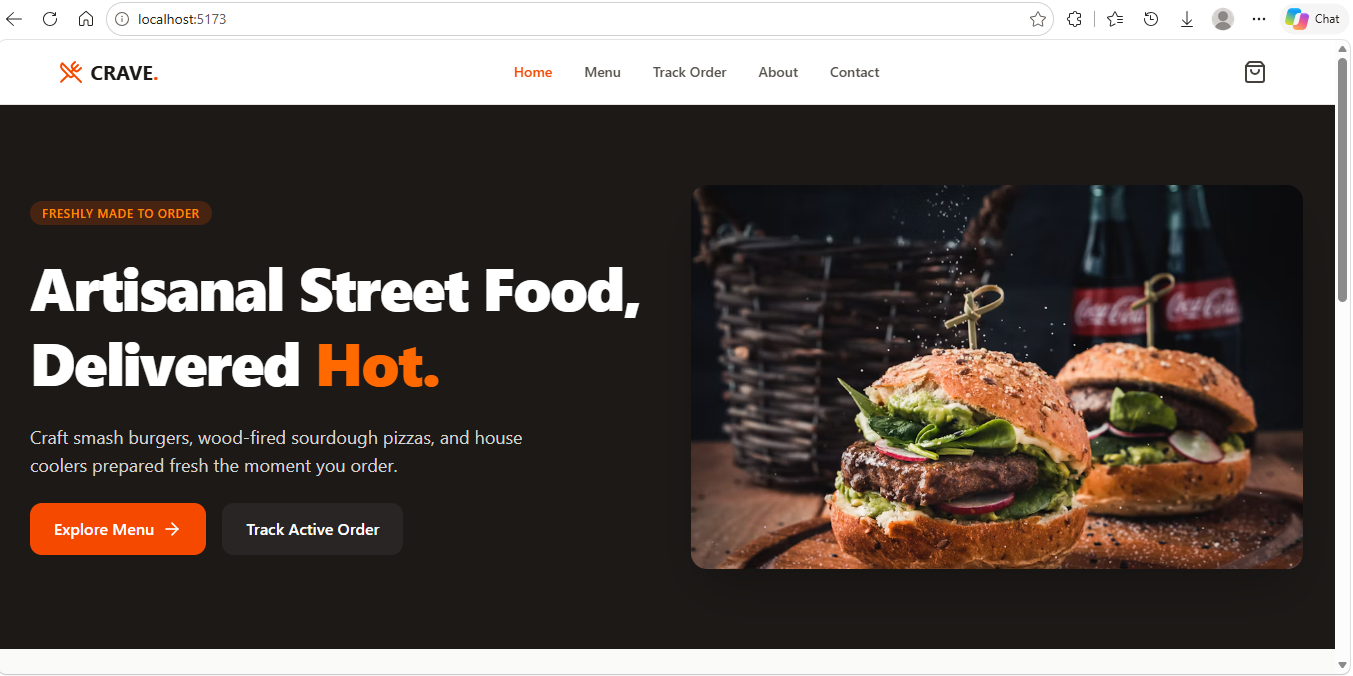 localhost:5173
Chat
CRAVE.
Home Menu Track Order About Contact
FRESHLY MADE TO ORDER
Artisanal Street Food,
Delivered Hot.
Craft smash burgers, wood-fired sourdough pizzas, and house
coolers prepared fresh the moment you order.
Explore Menu → Track Active Order
Coca-Cola Coca-Cola